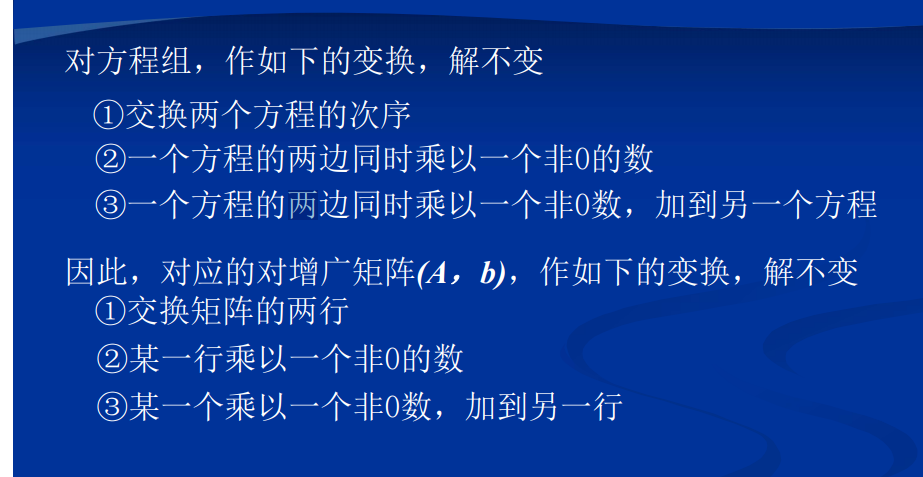 对方程组，作如下的变换，解不变
①交换两个方程的次序
②一个方程的两边同时乘以一个非0的数
③一个方程的两边同时乘以一个非0数，加到另一个方程
因此，对应的对增广矩阵(A，b)，作如下的变换，解不变
①交换矩阵的两行
②某一行乘以一个非0的数
③某一个乘以一个非0数，加到另一行